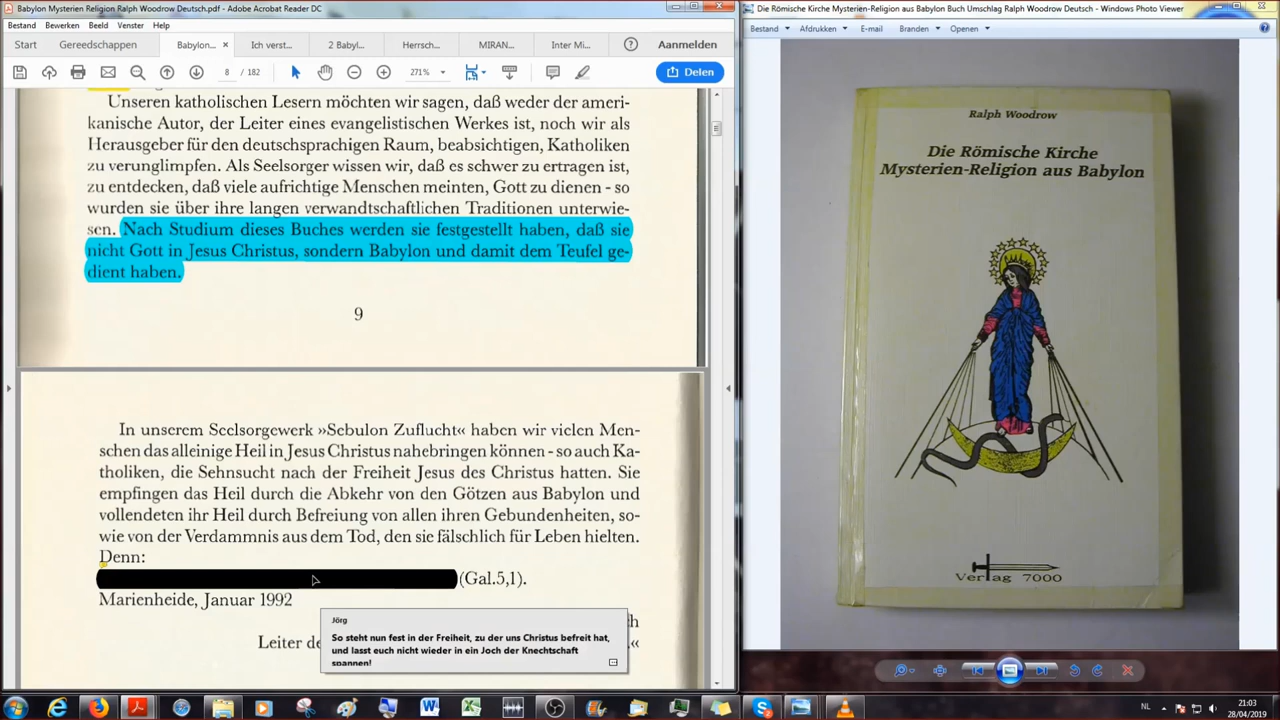 Babylon Mysterien Religion Ralph Woodrow Deutsch.pdf - Adobe Acrobat Reader DC
Bestand Bewerken Beeld Venster Help
Start Gereedschappen Babylon... × Ich verst... 2 Babyl... Herrsch... MIRAN... Inter Mi... Anmelden
8 / 182 271% Delen
Unseren katholischen Lesern möchten wir sagen, daß weder der ameri-
kanische Autor, der Leiter eines evangelistischen Werkes ist, noch wir als
Herausgeber für den deutschsprachigen Raum, beabsichtigen, Katholiken
zu verunglimpfen. Als Seelsorger wissen wir, daß es schwer zu ertragen ist,
zu entdecken, daß viele aufrichtige Menschen meinten, Gott zu dienen - so
wurden sie über ihre langen verwandtschaftlichen Traditionen unterwie-
sen. Nach Studium dieses Buches werden sie festgestellt haben, daß sie
nicht Gott in Jesus Christus, sondern Babylon und damit dem Teufel ge-
dient haben.
9
In unserem Seelsorgewerk »Sebulon Zuflucht« haben wir vielen Men-
schen das alleinige Heil in Jesus Christus nahebringen können - so auch Ka-
tholiken, die Sehnsucht nach der Freiheit Jesus des Christus hatten. Sie
empfingen das Heil durch die Abkehr von den Götzen aus Babylon und
vollendeten ihr Heil durch Befreiung von allen ihren Gebundenheiten, so-
wie von der Verdammnis aus dem Tod, den sie fälschlich für Leben hielten.
Denn:
(Gal.5,1).
Marienheide, Januar 1992
ch
Leiter de
Jörg
So steht nun fest in der Freiheit, zu der uns Christus befreit hat,
und lasst euch nicht wieder in ein Joch der Knechtschaft
spannen!
Die Römische Kirche Mysterien-Religion aus Babylon Buch Umschlag Ralph Woodrow Deutsch - Windows Photo Viewer
Bestand Afdrukken E-mail Branden Openen
Ralph Woodrow
Die Römische Kirche
Mysterien-Religion aus Babylon
Verlag 7000
NL
21:03
28/04/2019